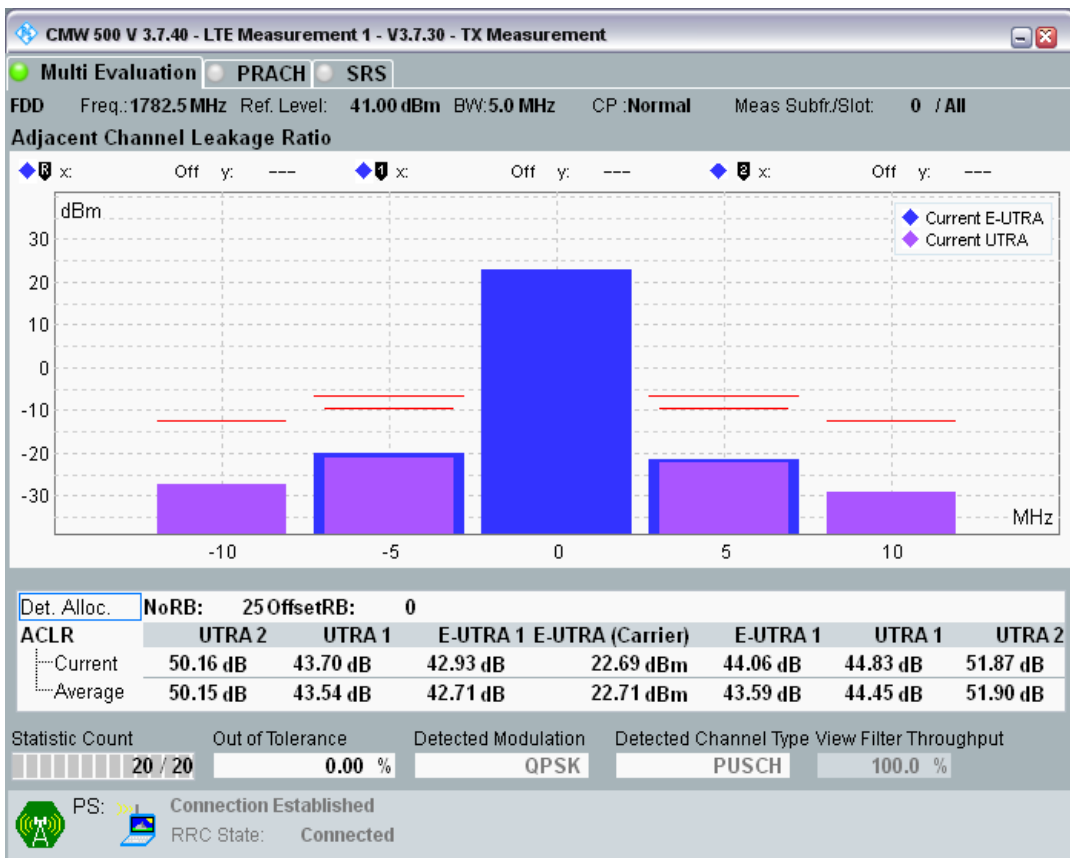 CMW 500 V 3.7.40 - LTE Measurement 1 - V3.7.30 - TX Measurement
Multi Evaluation PRACH SRS
FDD Freq.:1782.5 MHz Ref. Level: 41.00 dBm BW:5.0 MHz CP :Normal Meas Subfr./Slot: 0 / All
Adjacent Channel Leakage Ratio
R x: Off y: --- 1 x: Off y: --- 2 x: Off y: ---
dBm
Current E-UTRA
Current UTRA
30
20
10
0
-10
-20
-30
MHz
-10 -5 0 5 10
Det. Alloc. NoRB: 25 OffsetRB: 0
ACLR UTRA 2 UTRA 1 E-UTRA 1 E-UTRA (Carrier) E-UTRA 1 UTRA 1 UTRA 2
Current 50.16 dB 43.70 dB 42.93 dB 22.69 dBm 44.06 dB 44.83 dB 51.87 dB
Average 50.15 dB 43.54 dB 42.71 dB 22.71 dBm 43.59 dB 44.45 dB 51.90 dB
Statistic Count Out of Tolerance Detected Modulation Detected Channel Type View Filter Throughput
20 / 20 0.00 % QPSK PUSCH 100.0 %
PS: Connection Established
RRC State: Connected